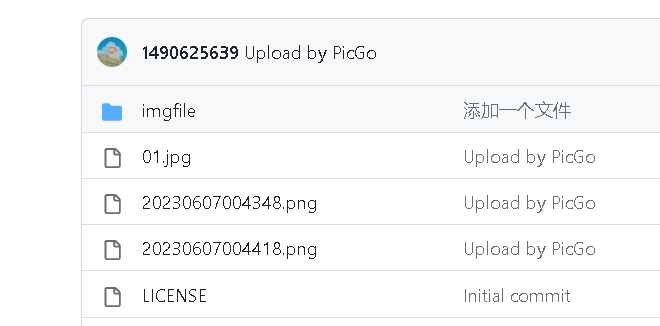 1490625639 Upload by PicGo
imgfile 添加一个文件
01.jpg Upload by PicGo
20230607004348.png Upload by PicGo
20230607004418.png Upload by PicGo
LICENSE Initial commit